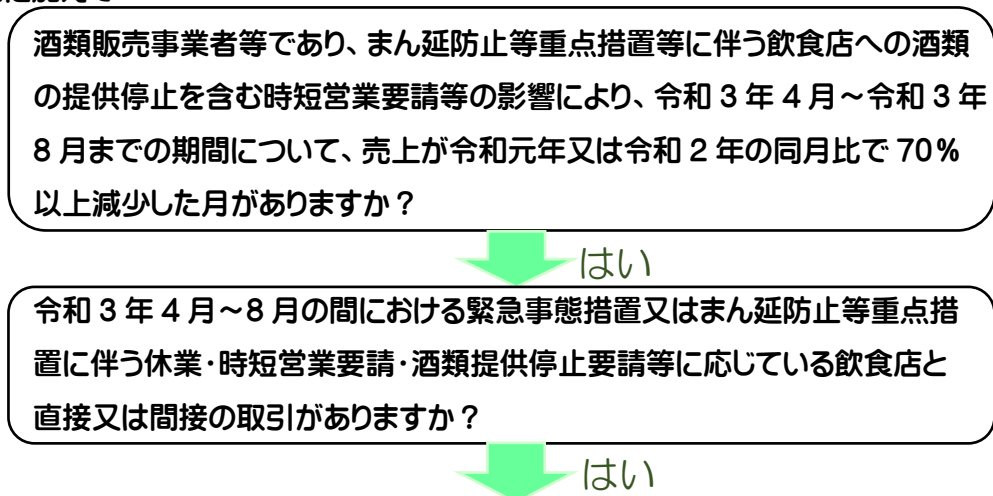 酒類販売事業者等であり、まん延防止等重点措置等に伴う飲食店への酒類
の提供停止を含む時短営業要請等の影響により、令和3年4月～令和3年
8月までの期間について、売上が令和元年又は令和2年の同月比で70%
以上減少した月がありますか？
はい
令和3年4月～8月の間における緊急事態措置又はまん延防止等重点措
置に伴う休業・時短営業要請・酒類提供停止要請等に応じている飲食店と
直接又は間接の取引がありますか？
はい